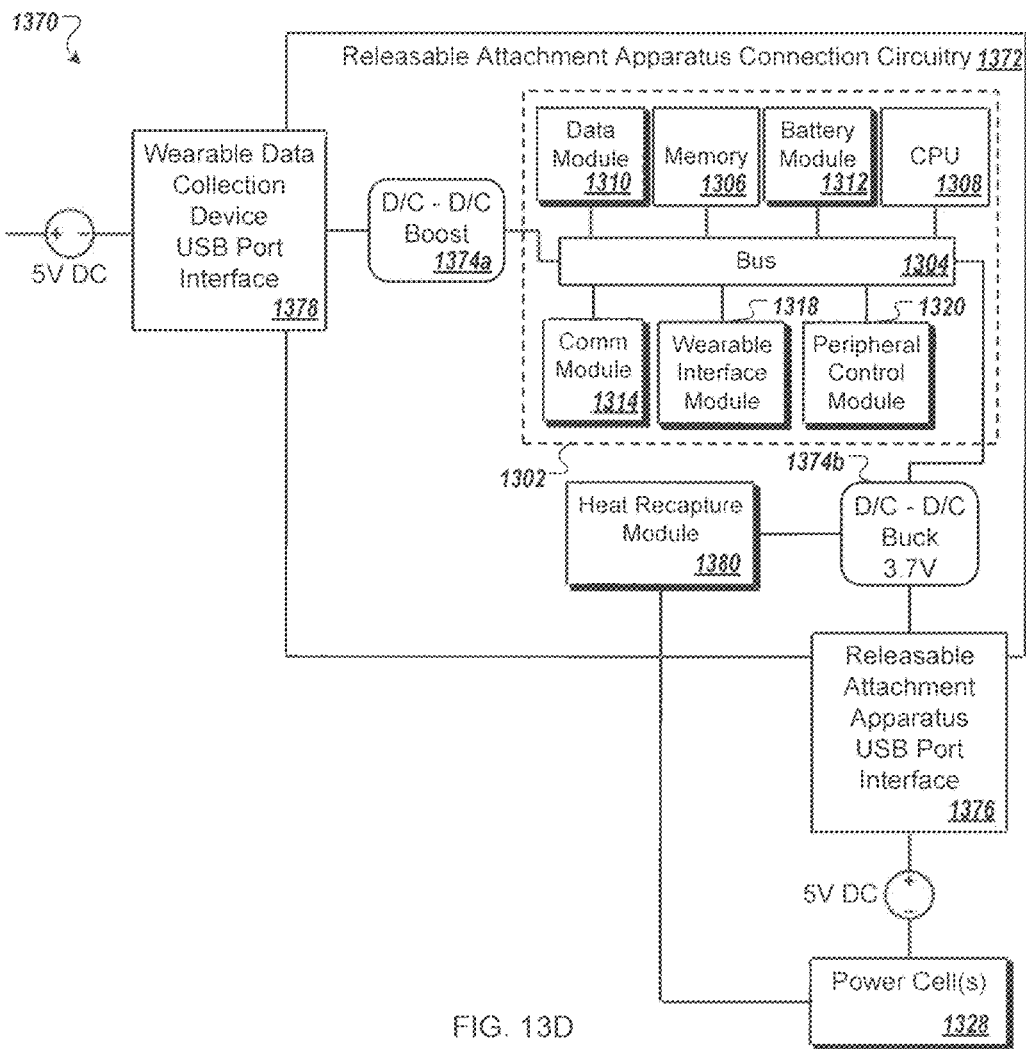 1370
Releasable Attachment Apparatus Connection Circuitry 1372
Wearable Data
Collection
Device
USB Port
Interface
1378
+ -
5V DC
D/C - D/C
Boost
1374a
Data
Module
1310
Memory
1306
Battery
Module
1312
CPU
1308
Bus
1304
Comm
Module
1314
1318
Wearable
Interface
Module
1320
Peripheral
Control
Module
1302
1374b
Heat Recapture
Module
1380
D/C - D/C
Buck
3.7V
Releasable
Attachment
Apparatus
USB Port
Interface
1376
5V DC
+
-
Power Cell(s)
1328
FIG. 13D